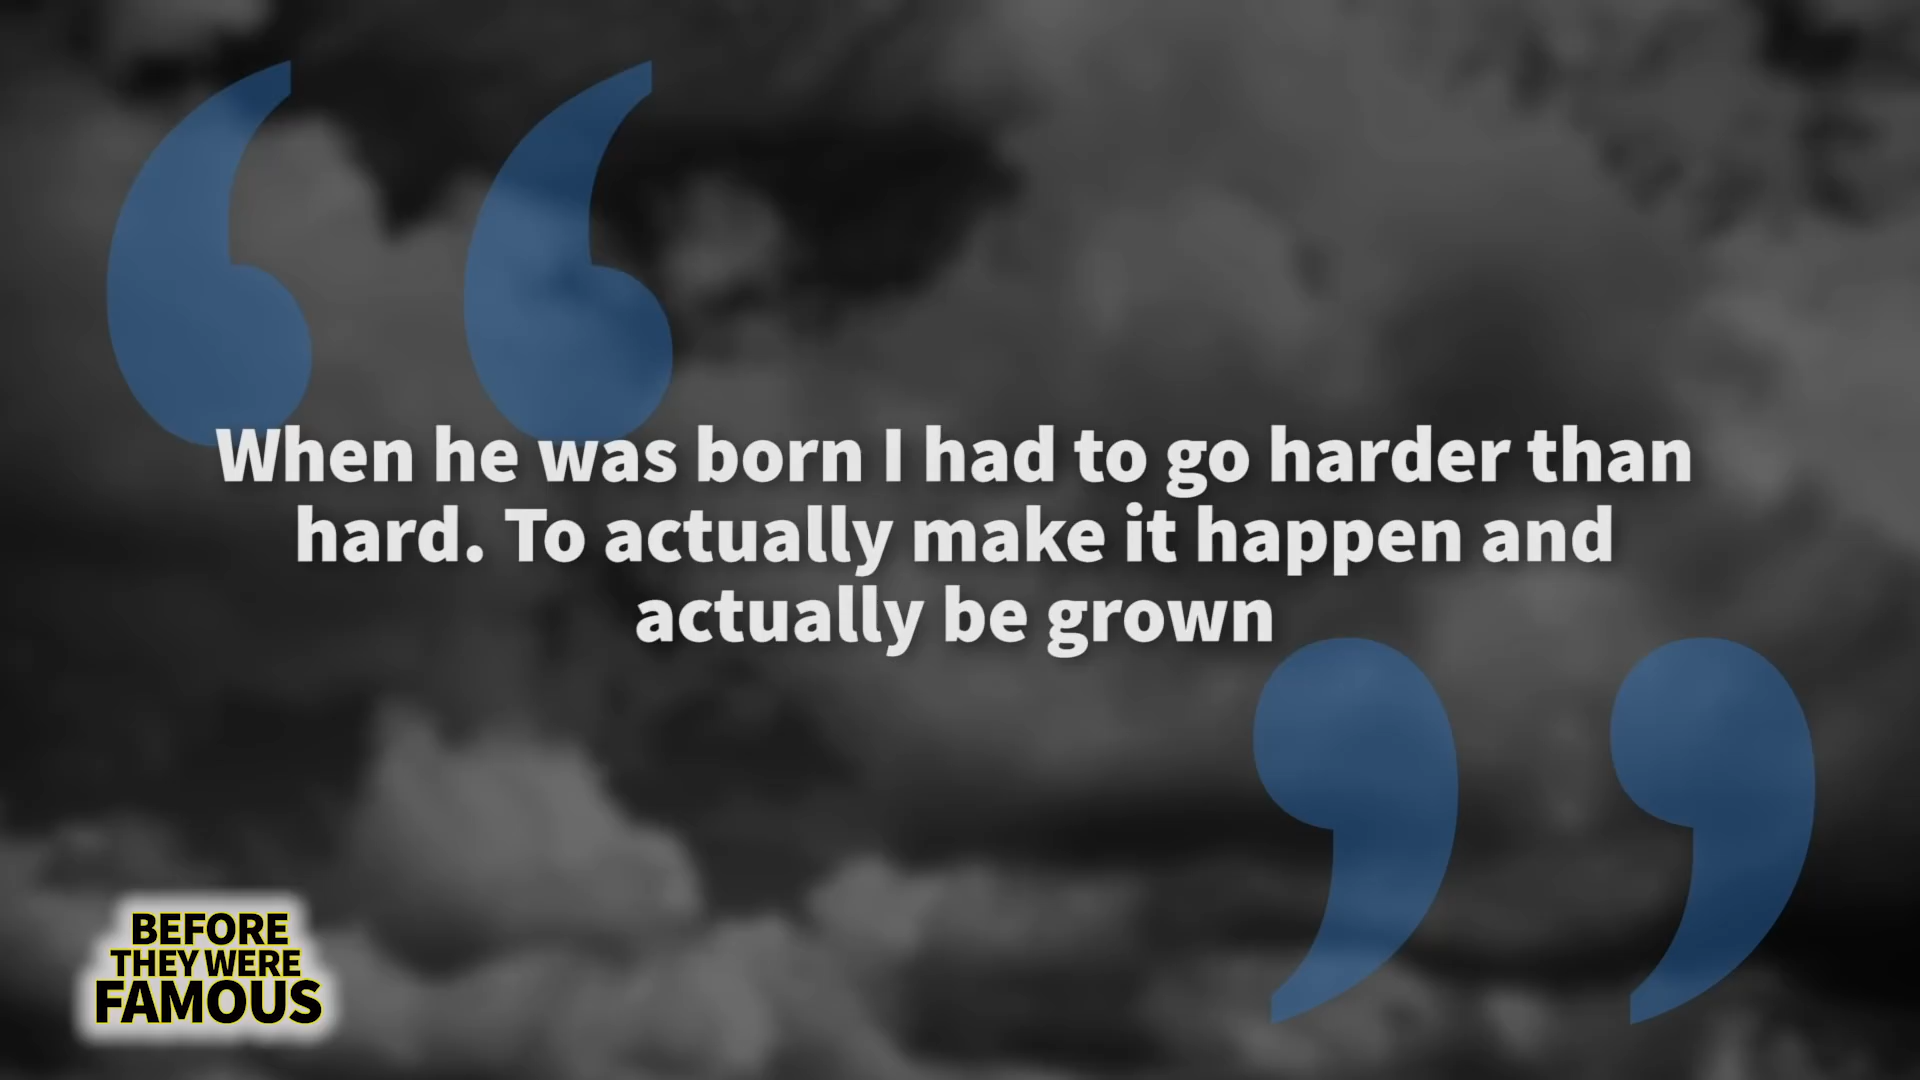 When he was born I had to go harder than
hard. To actually make it happen and
actually be grown
BEFORE
THEY WERE
FAMOUS